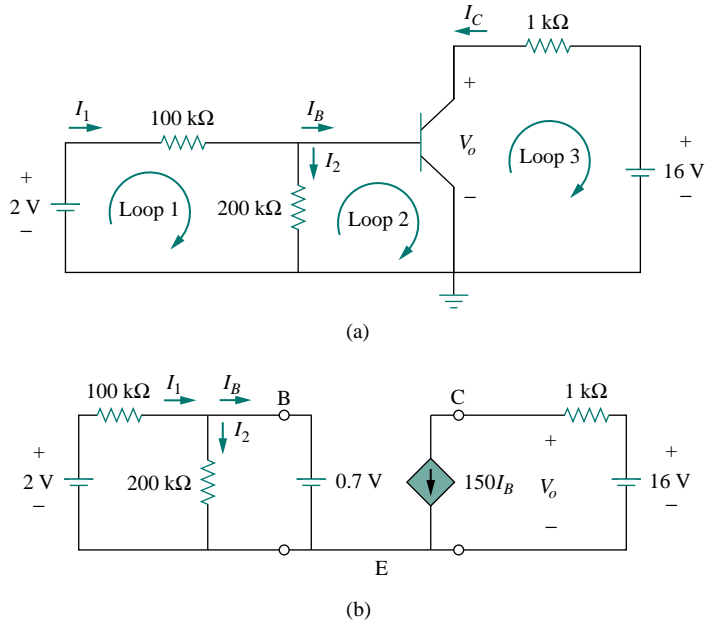 I_C
1 kΩ
I_1
100 kΩ
I_B
I_2
+
V_o
−
Loop 3
+
16 V
−
+
2 V
−
Loop 1
200 kΩ
Loop 2
(a)
100 kΩ
I_1
I_B
B
C
1 kΩ
I_2
+
2 V
−
200 kΩ
0.7 V
150I_B
+
V_o
−
+
16 V
−
E
(b)